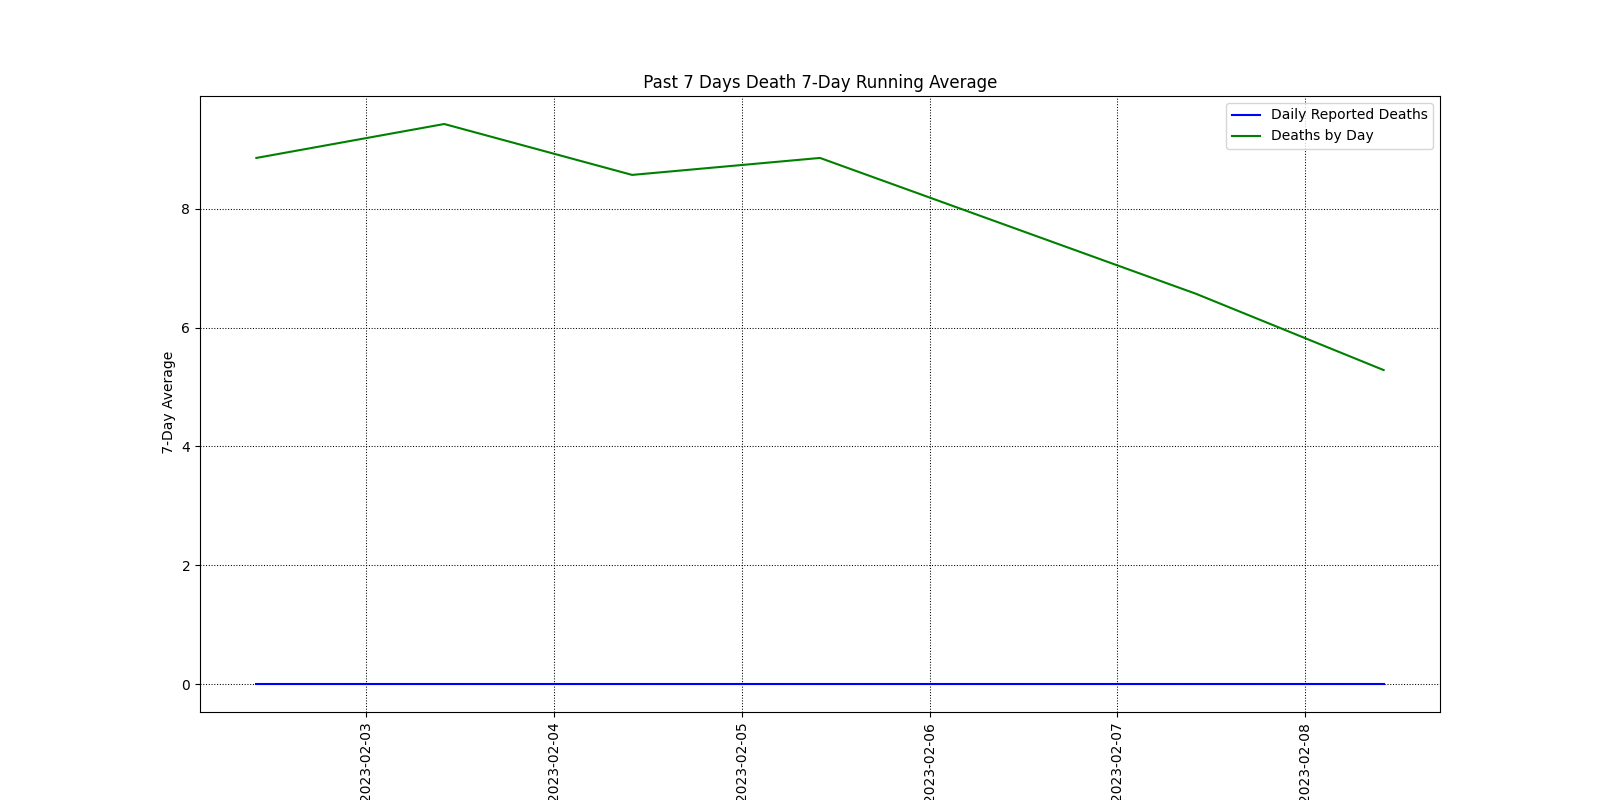 Past 7 Days Death 7-Day Running Average
Daily Reported Deaths
Deaths by Day
7-Day Average
8
6
4
2
0
2023-02-03
2023-02-04
2023-02-05
2023-02-06
2023-02-07
2023-02-08